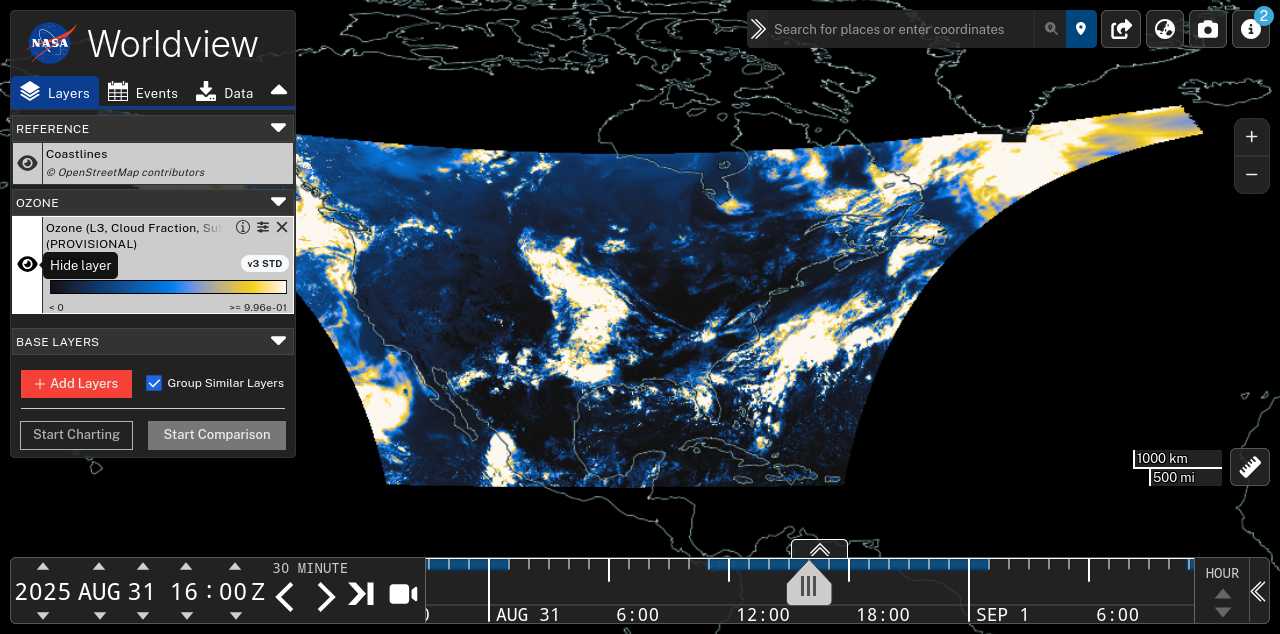 NASA Worldview
Search for places or enter coordinates
2
Layers Events Data
REFERENCE
Coastlines
© OpenStreetMap contributors
OZONE
Ozone (L3, Cloud Fraction, Su
(PROVISIONAL)
Hide layer
v3 STD
< 0 >= 9.96e-01
BASE LAYERS
+ Add Layers Group Similar Layers
Start Charting Start Comparison
+
−
1000 km
500 mi
30 MINUTE
2025 AUG 31 16 : 00 Z
AUG 31 6:00 12:00 18:00 SEP 1 6:00
HOUR